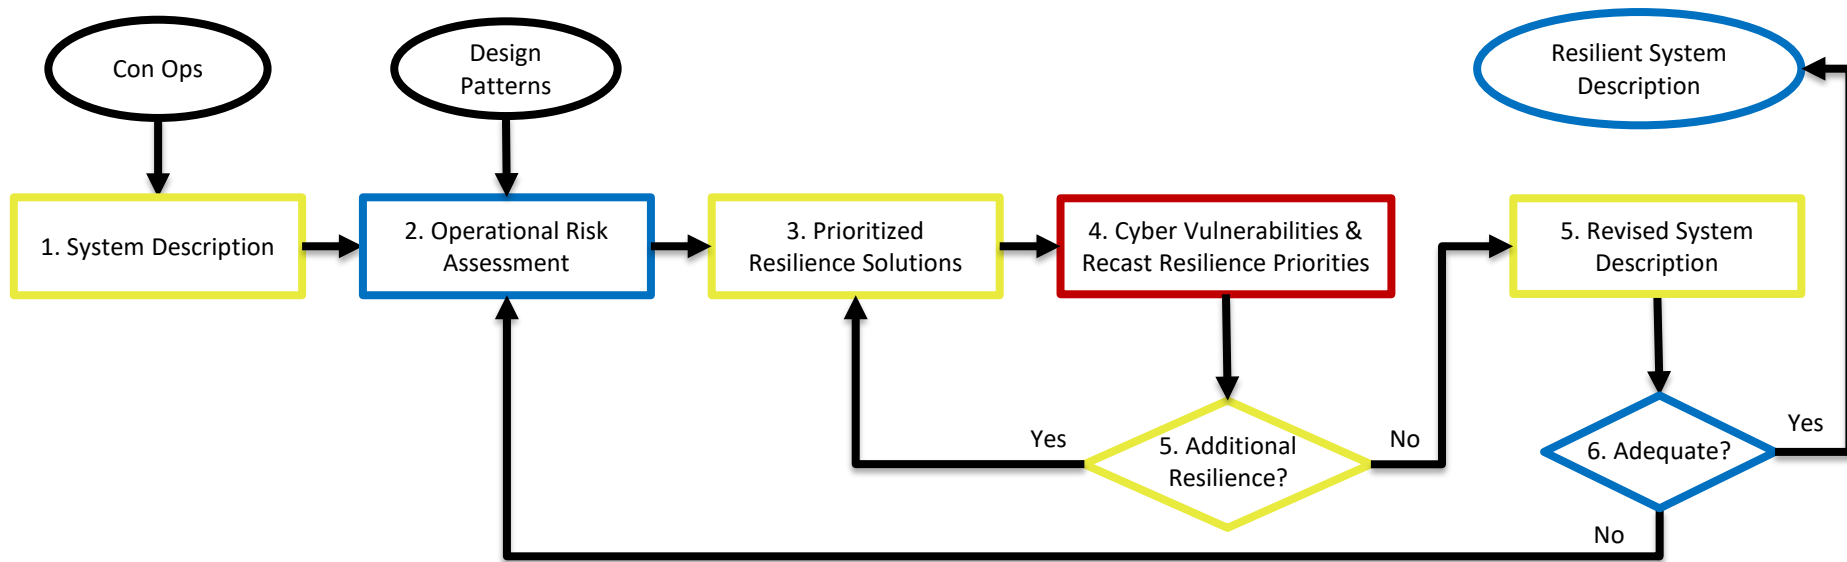 Con Ops
Design
Patterns
Resilient System
Description
1. System Description
2. Operational Risk
Assessment
3. Prioritized
Resilience Solutions
4. Cyber Vulnerabilities &
Recast Resilience Priorities
5. Revised System
Description
Yes
5. Additional
Resilience?
No
6. Adequate?
Yes
No